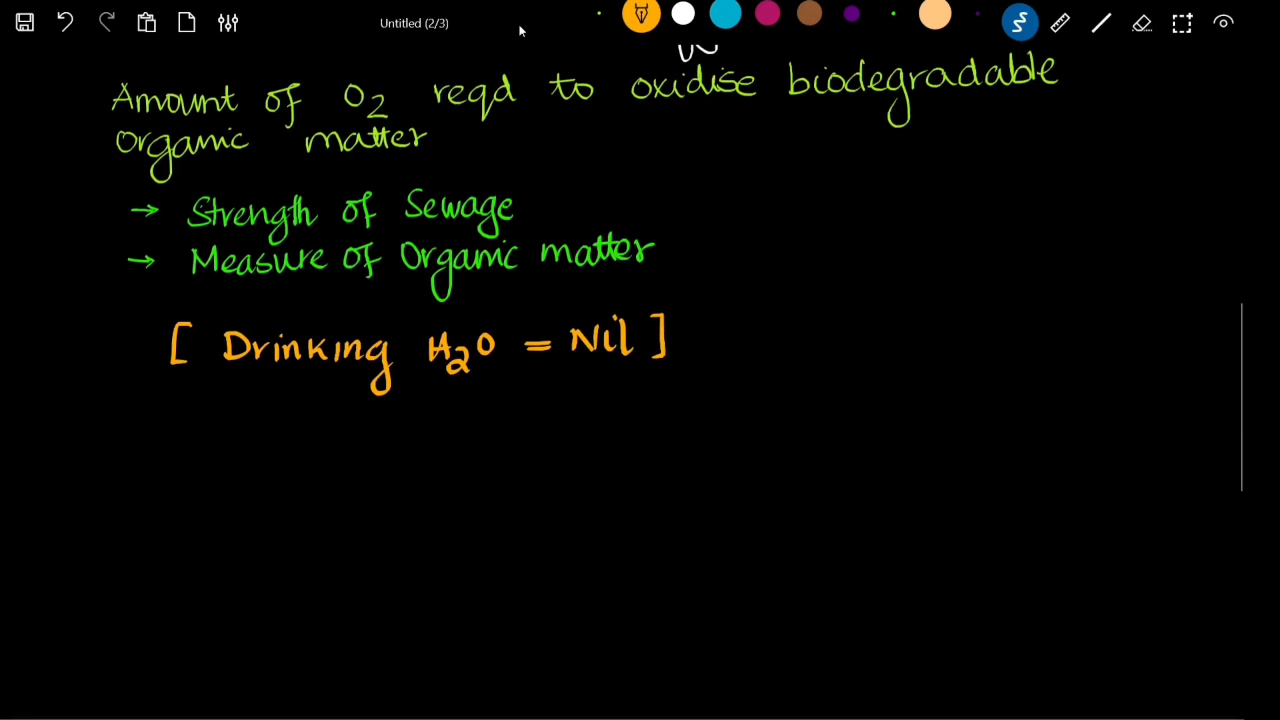 Untitled (2/3)
Amount of O2 reqd to oxidise biodegradable
organic matter
→ Strength of Sewage
→ Measure of Organic matter
[ Drinking H2O = Nil ]